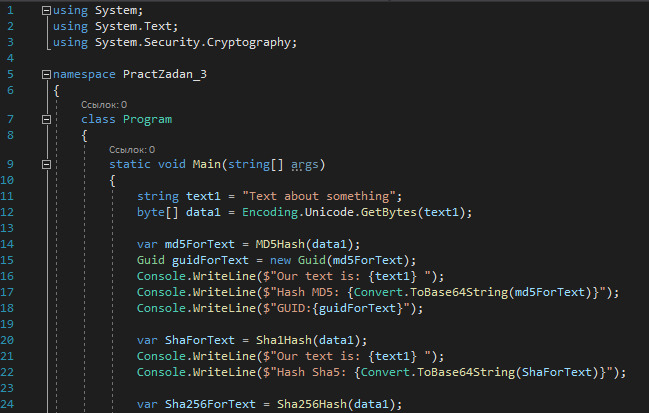 1 using System;
2 using System.Text;
3 using System.Security.Cryptography;
4
5 namespace PractZadan_3
6 {
Ссылок: 0
7 class Program
8 {
Ссылок: 0
9 static void Main(string[] args)
10 {
11 string text1 = "Text about something";
12 byte[] data1 = Encoding.Unicode.GetBytes(text1);
13
14 var md5ForText = MD5Hash(data1);
15 Guid guidForText = new Guid(md5ForText);
16 Console.WriteLine($"Our text is: {text1} ");
17 Console.WriteLine($"Hash MD5: {Convert.ToBase64String(md5ForText)}");
18 Console.WriteLine($"GUID:{guidForText}");
19
20 var ShaForText = Sha1Hash(data1);
21 Console.WriteLine($"Our text is: {text1} ");
22 Console.WriteLine($"Hash Sha5: {Convert.ToBase64String(ShaForText)}");
23
24 var Sha256ForText = Sha256Hash(data1);